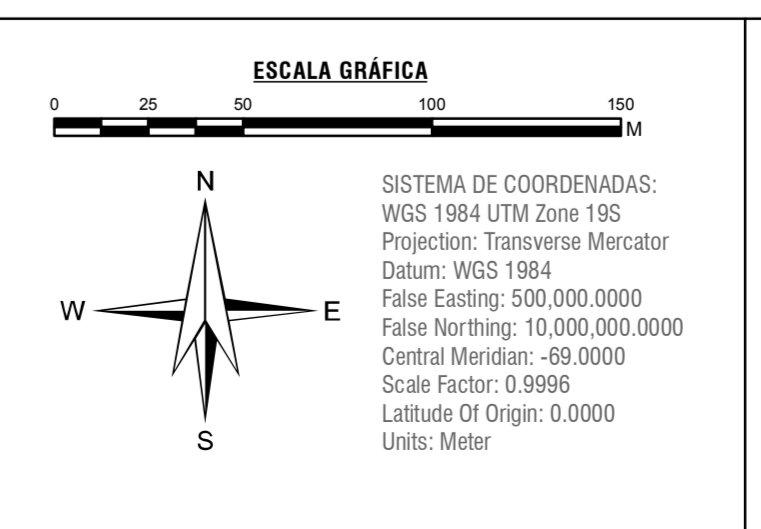 ESCALA GRÁFICA
0 25 50 100 150
M
N
W E
S
SISTEMA DE COORDENADAS:
WGS 1984 UTM Zone 19S
Projection: Transverse Mercator
Datum: WGS 1984
False Easting: 500,000.0000
False Northing: 10,000,000.0000
Central Meridian: -69.0000
Scale Factor: 0.9996
Latitude Of Origin: 0.0000
Units: Meter